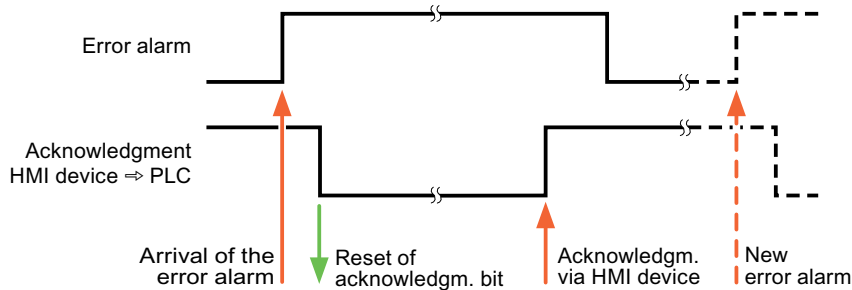 Error alarm
Acknowledgment
HMI device ⇨ PLC
Arrival of the
error alarm
Reset of
acknowledgm. bit
Acknowledgm.
via HMI device
New
error alarm